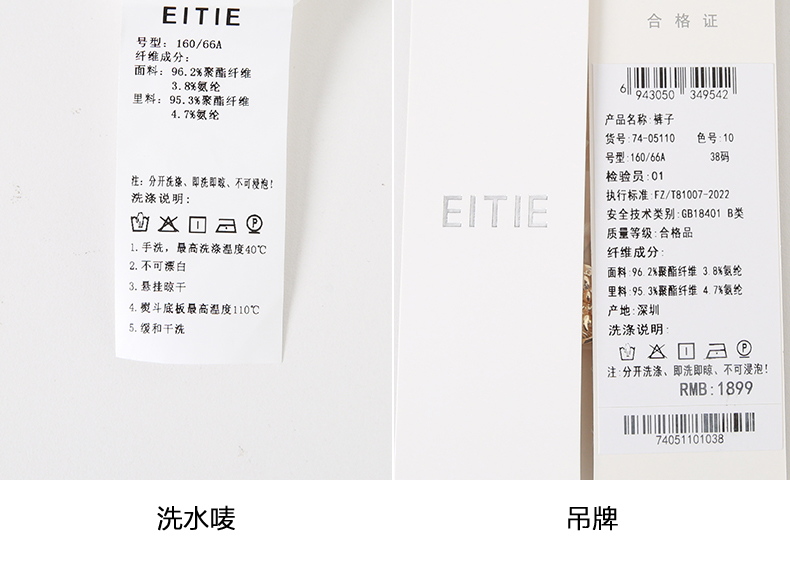 EITIE
号型: 160/66A
纤维成分:
面料: 96.2%聚酯纤维
3.8%氨纶
里料: 95.3%聚酯纤维
4.7%氨纶
注: 分开洗涤、即洗即晾、不可浸泡!
洗涤说明:
1.手洗，最高洗涤温度40℃
2.不可漂白
3.悬挂晾干
4.熨斗底板最高温度110℃
5.缓和干洗
洗水唛
EITIE
合格证
6 943050 349542
产品名称:裤子
货号:74-05110 色号:10
号型:160/66A 38码
检验员:01
执行标准:FZ/T81007-2022
安全技术类别:GB18401 B类
质量等级:合格品
纤维成分:
面料:96.2%聚酯纤维 3.8%氨纶
里料:95.3%聚酯纤维 4.7%氨纶
产地:深圳
洗涤说明:
P
注:分开洗涤、即洗即晾、不可浸泡!
RMB:1899
74051101038
吊牌